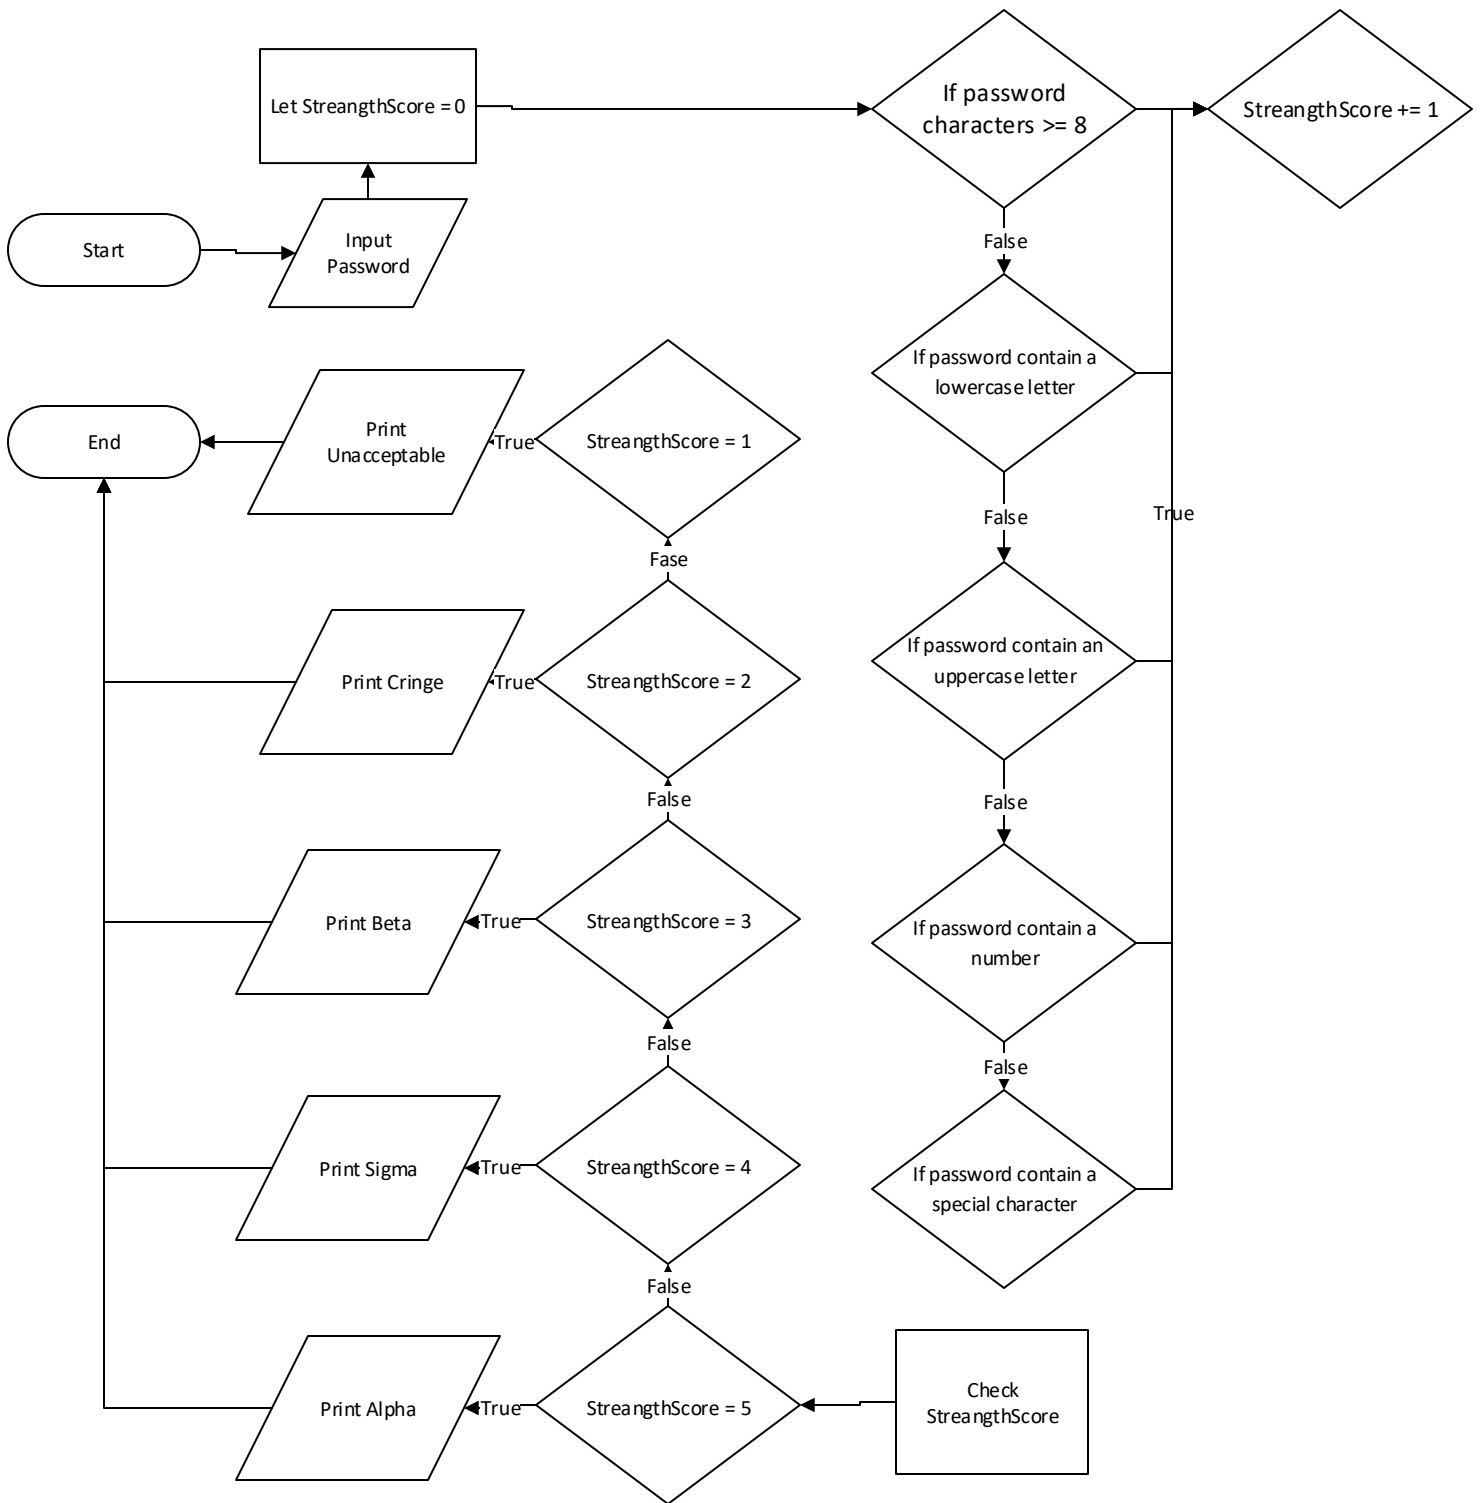 Let StreangthScore = 0
If password
characters >= 8
StreangthScore += 1
Start
Input
Password
False
If password contain a
lowercase letter
End
Print
Unacceptable
True
StreangthScore = 1
False
True
Fase
If password contain an
uppercase letter
Print Cringe
True
StreangthScore = 2
False
False
Print Beta
True
StreangthScore = 3
If password contain a
number
False
False
Print Sigma
True
StreangthScore = 4
If password contain a
special character
False
Print Alpha
True
StreangthScore = 5
Check
StreangthScore